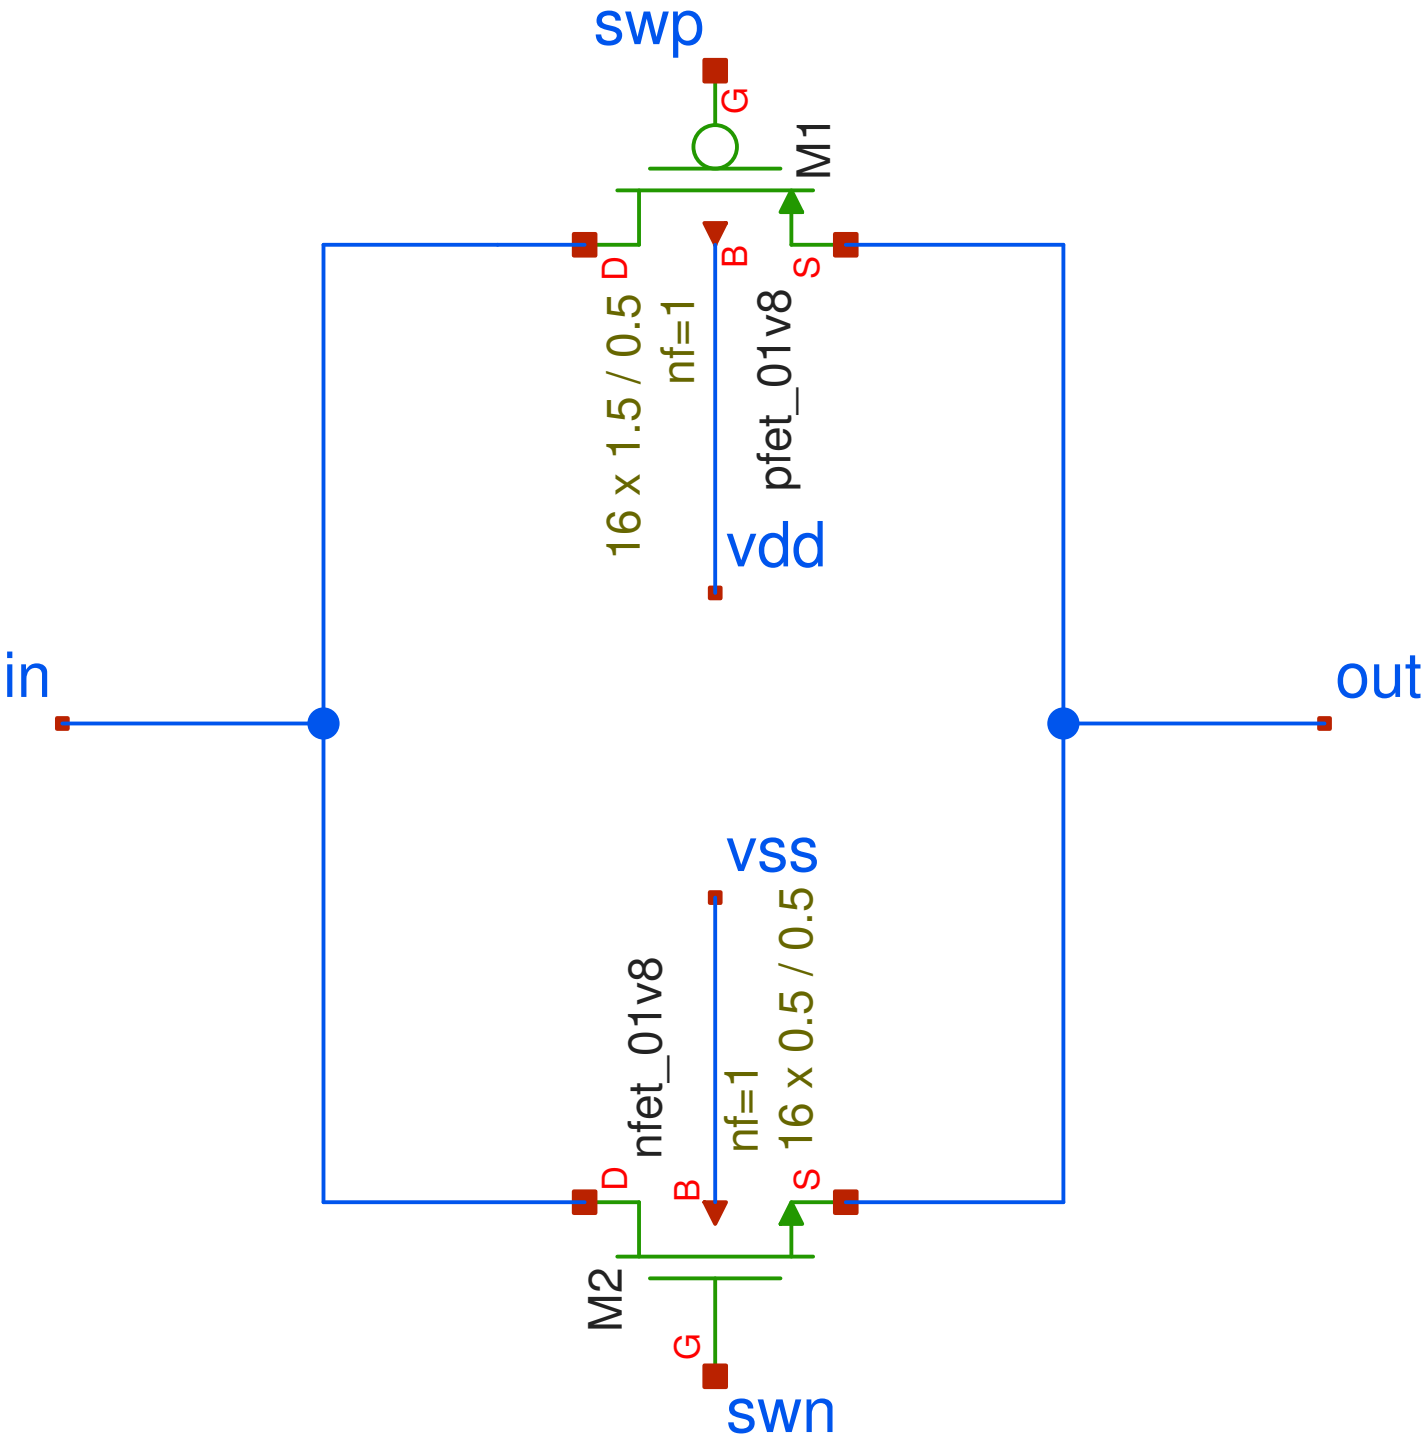 swp
G
M1
D
B
S
16 x 1.5 / 0.5
nf=1
pfet_01v8
vdd
in
out
vss
nfet_01v8
nf=1
16 x 0.5 / 0.5
D
B
S
M2
G
swn